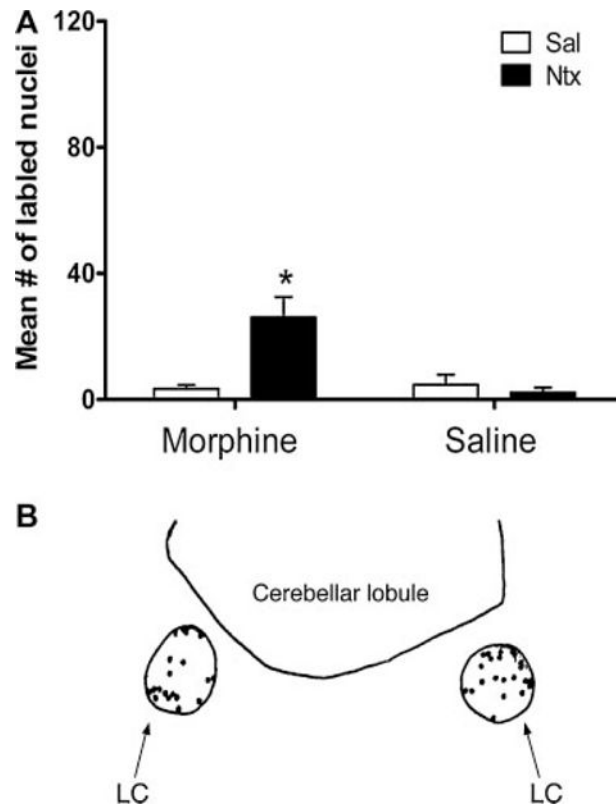 A
Mean # of labled nuclei
120
80
40
0
Sal
Ntx
*
Morphine
Saline
B
Cerebellar lobule
LC
LC